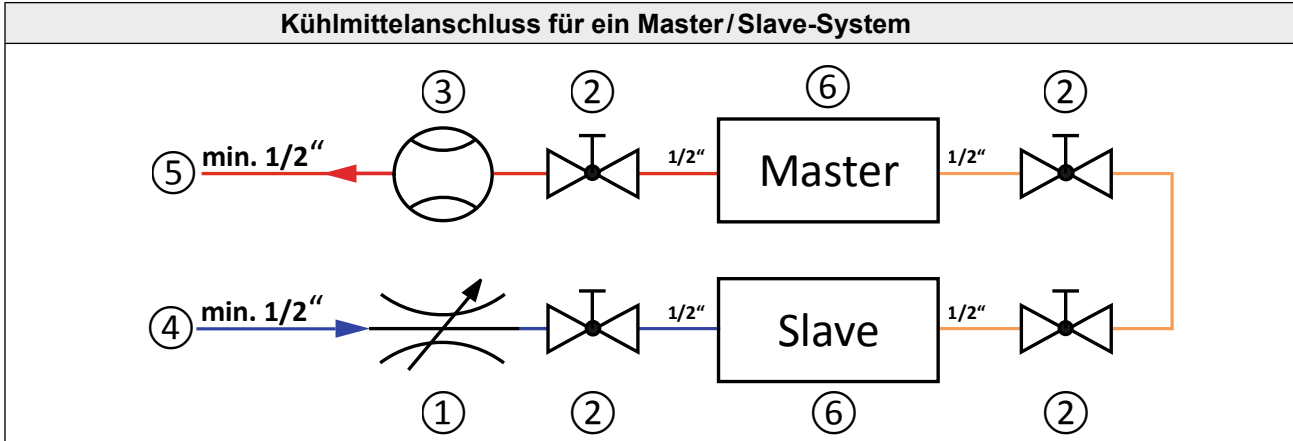 Kühlmittelanschluss für ein Master/Slave-System
③ ② ⑥ ②
⑤ min. 1/2“ 1/2“ Master 1/2“
④ min. 1/2“ 1/2“ Slave 1/2“
① ② ⑥ ②